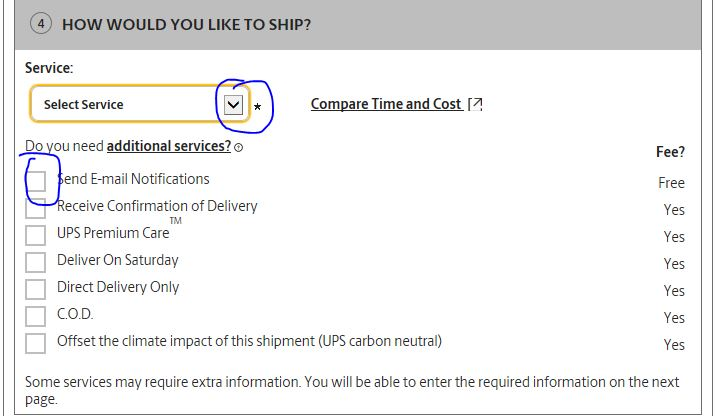 4 HOW WOULD YOU LIKE TO SHIP?
Service:
Select Service * Compare Time and Cost
Do you need additional services? Fee?
Send E-mail Notifications Free
Receive Confirmation of Delivery Yes
UPS Premium Care™ Yes
Deliver On Saturday Yes
Direct Delivery Only Yes
C.O.D. Yes
Offset the climate impact of this shipment (UPS carbon neutral) Yes
Some services may require extra information. You will be able to enter the required information on the next
page.